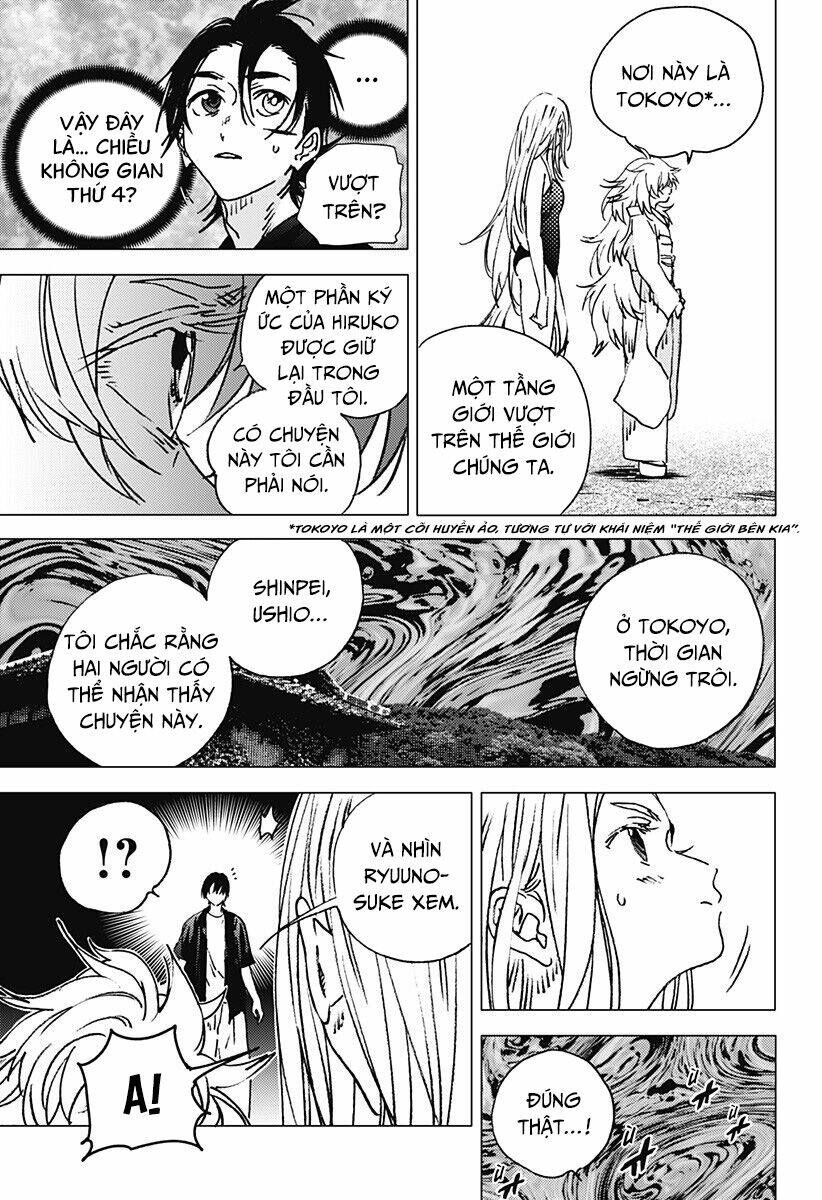 NƠI NÀY LÀ
TOKOYO*...
MỘT TẦNG
GIỚI VƯỢT
TRÊN THẾ GIỚI
CHÚNG TA.
...
VƯỢT
TRÊN?
VẬY ĐÂY
LÀ... CHIỀU
KHÔNG GIAN
THỨ 4?
MỘT PHẦN KÝ
ỨC CỦA HIRUKO
ĐƯỢC GIỮ
LẠI TRONG
ĐẦU TÔI.
CÓ CHUYỆN
NÀY TÔI CẦN
PHẢI NÓI.
*TOKOYO LÀ MỘT CÕI HUYỀN ẢO, TƯƠNG TỰ VỚI KHÁI NIỆM "THẾ GIỚI BÊN KIA".
Ở TOKOYO,
THỜI GIAN
NGỪNG TRÔI.
SHINPEI,
USHIO...
TÔI CHẮC RẰNG
HAI NGƯỜI CÓ
THỂ NHẬN THẤY
CHUYỆN NÀY.
VÀ NHÌN
RYUUNO-
SUKE XEM.
!?
A!
ĐÚNG
THẬT...!